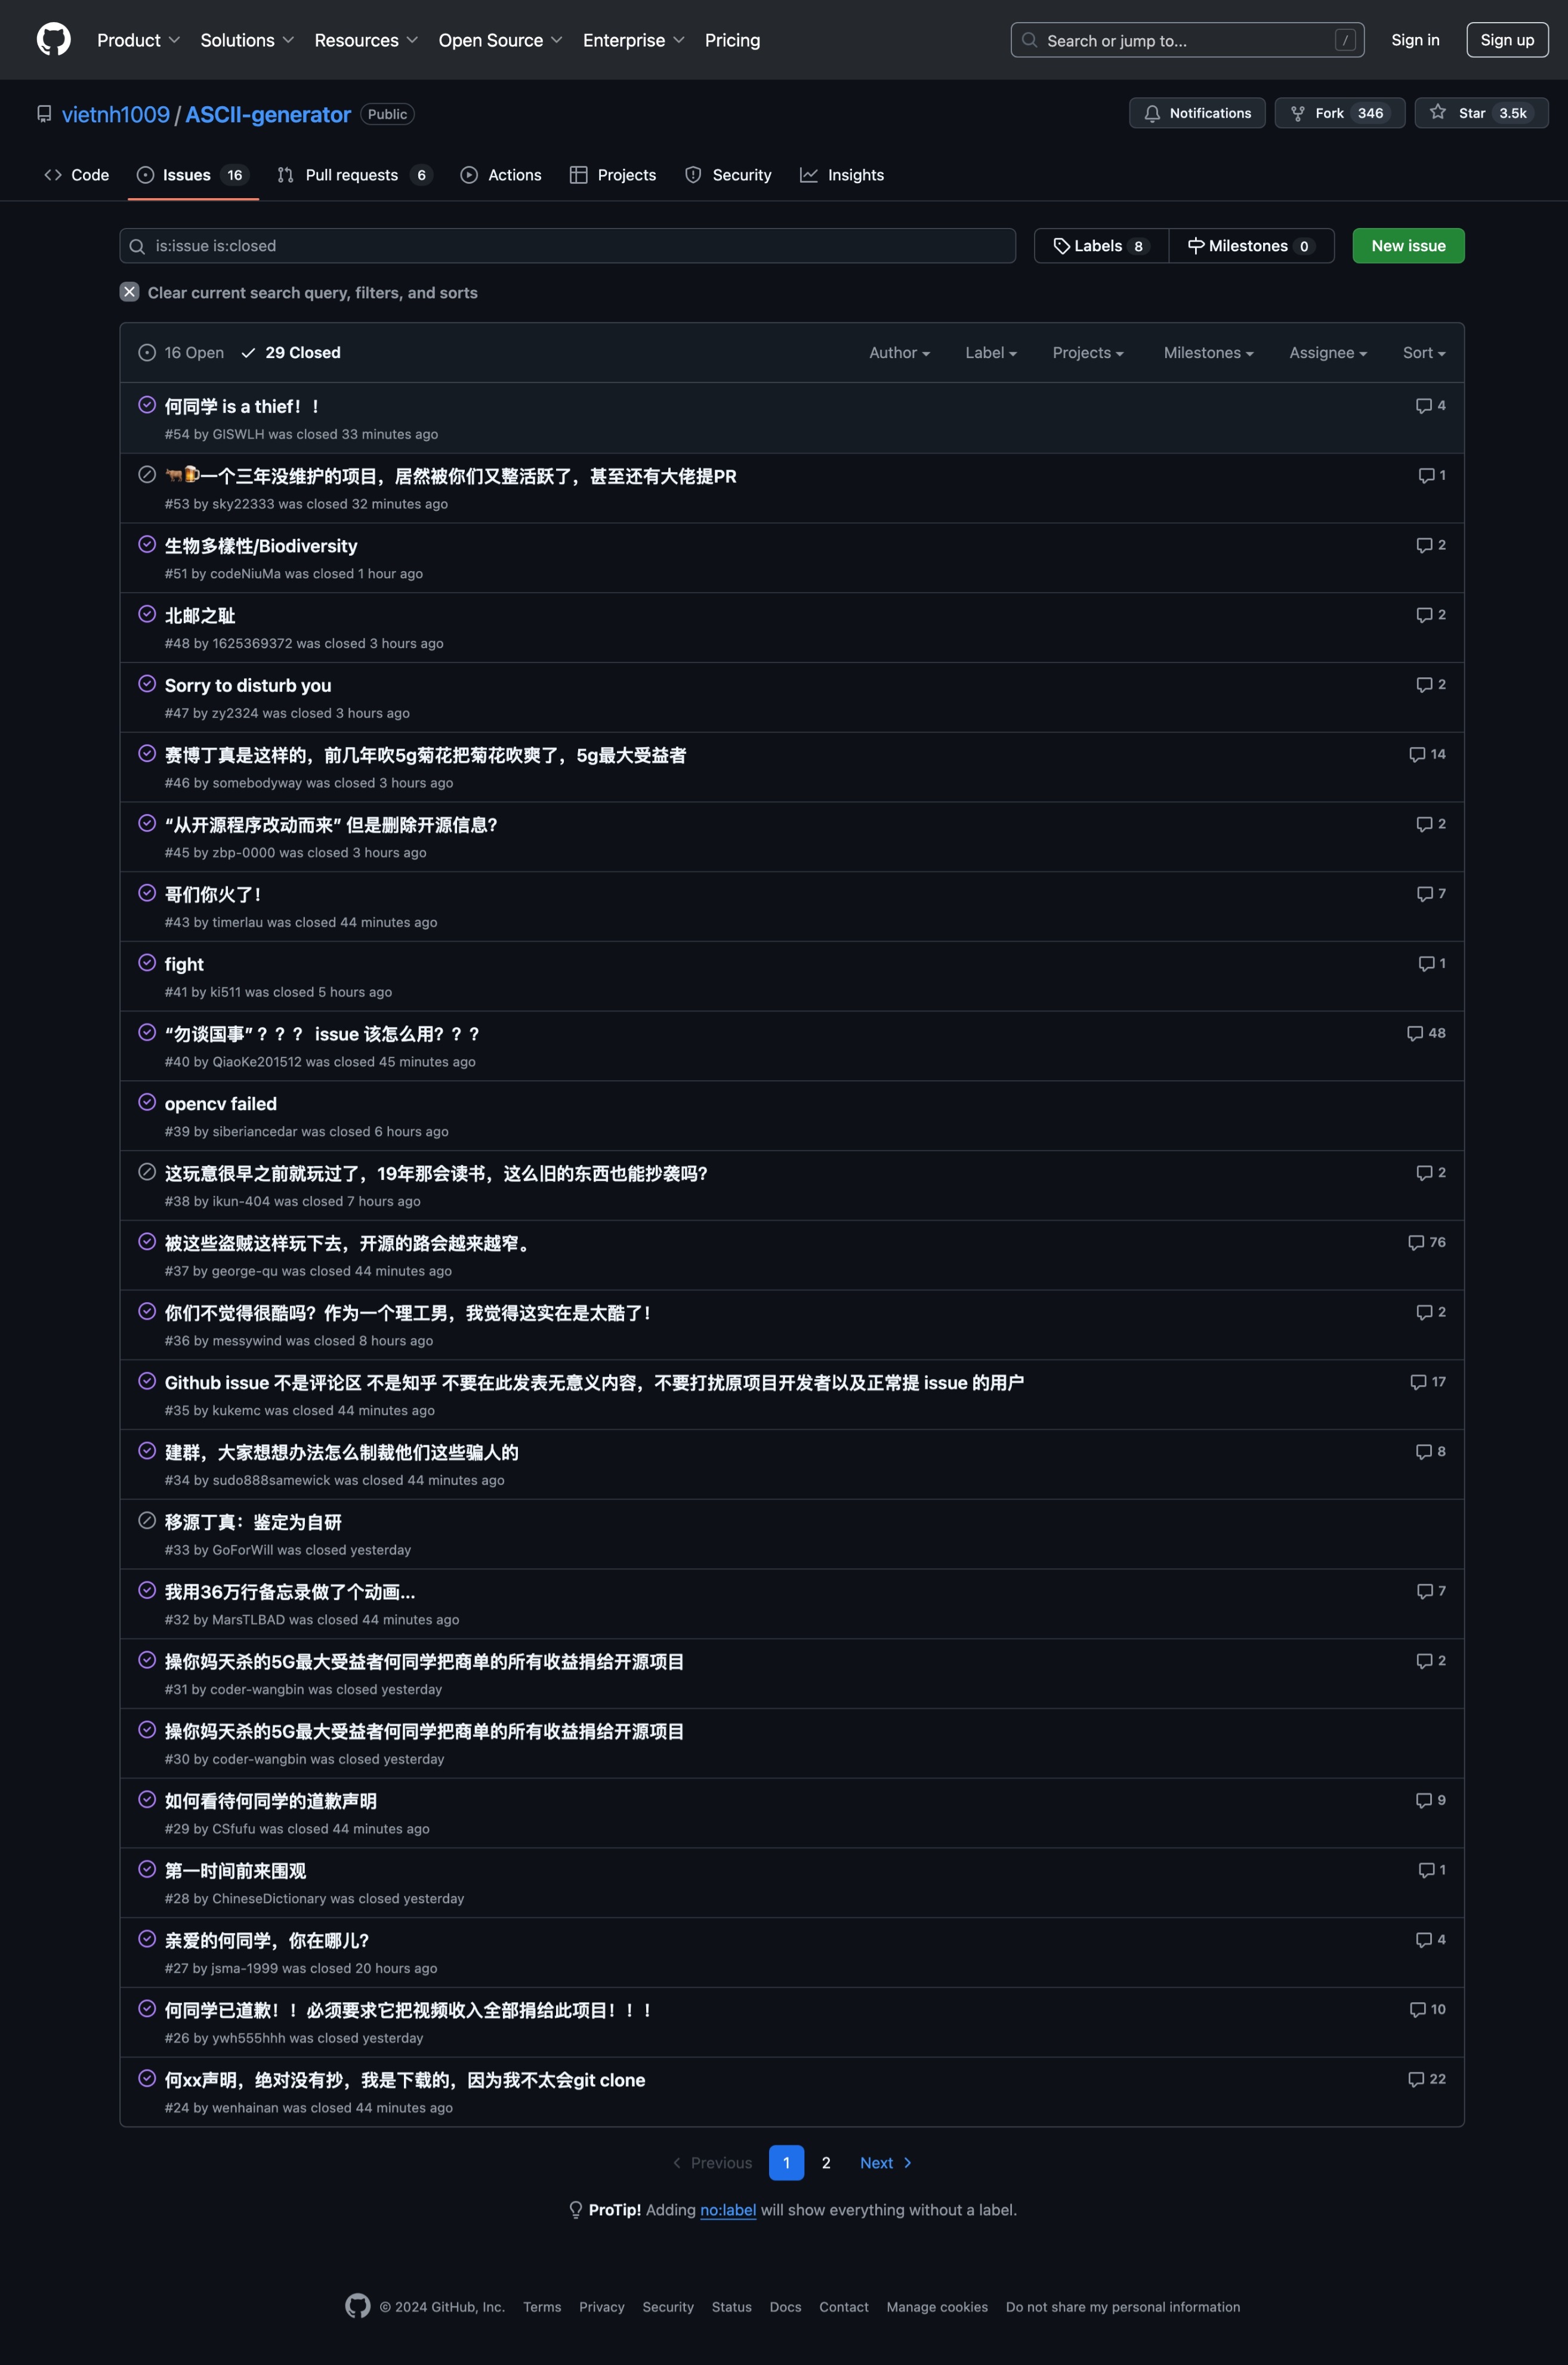 Product Solutions Resources Open Source Enterprise Pricing Search or jump to... / Sign in Sign up
vietnh1009 / ASCII-generator Public Notifications Fork 346 Star 3.5k
Code Issues 16 Pull requests 6 Actions Projects Security Insights
is:issue is:closed Labels 8 Milestones 0 New issue
Clear current search query, filters, and sorts
16 Open 29 Closed Author Label Projects Milestones Assignee Sort
何同学 is a thief！！ 4
#54 by GISWLH was closed 33 minutes ago
🐂🍺一个三年没维护的项目，居然被你们又整活跃了，甚至还有大佬提PR 1
#53 by sky22333 was closed 32 minutes ago
生物多樣性/Biodiversity 2
#51 by codeNiuMa was closed 1 hour ago
北邮之耻 2
#48 by 1625369372 was closed 3 hours ago
Sorry to disturb you 2
#47 by zy2324 was closed 3 hours ago
赛博丁真是这样的，前几年吹5g菊花把菊花吹爽了，5g最大受益者 14
#46 by somebodyway was closed 3 hours ago
“从开源程序改动而来” 但是删除开源信息？ 2
#45 by zbp-0000 was closed 3 hours ago
哥们你火了！ 7
#43 by timerlau was closed 44 minutes ago
fight 1
#41 by ki511 was closed 5 hours ago
“勿谈国事”？？？ issue 该怎么用？？？ 48
#40 by QiaoKe201512 was closed 45 minutes ago
opencv failed
#39 by siberiancedar was closed 6 hours ago
这玩意很早之前就玩过了，19年那会读书，这么旧的东西也能抄袭吗？ 2
#38 by ikun-404 was closed 7 hours ago
被这些盗贼这样玩下去，开源的路会越来越窄。 76
#37 by george-qu was closed 44 minutes ago
你们不觉得很酷吗？作为一个理工男，我觉得这实在是太酷了！ 2
#36 by messywind was closed 8 hours ago
Github issue 不是评论区 不是知乎 不要在此发表无意义内容，不要打扰原项目开发者以及正常提 issue 的用户 17
#35 by kukemc was closed 44 minutes ago
建群，大家想想办法怎么制裁他们这些骗人的 8
#34 by sudo888samewick was closed 44 minutes ago
移源丁真：鉴定为自研
#33 by GoForWill was closed yesterday
我用36万行备忘录做了个动画... 7
#32 by MarsTLBAD was closed 44 minutes ago
操你妈天杀的5G最大受益者何同学把商单的所有收益捐给开源项目 2
#31 by coder-wangbin was closed yesterday
操你妈天杀的5G最大受益者何同学把商单的所有收益捐给开源项目
#30 by coder-wangbin was closed yesterday
如何看待何同学的道歉声明 9
#29 by CSfufu was closed 44 minutes ago
第一时间前来围观 1
#28 by ChineseDictionary was closed yesterday
亲爱的何同学，你在哪儿？ 4
#27 by jsma-1999 was closed 20 hours ago
何同学已道歉！！必须要求它把视频收入全部捐给此项目！！！ 10
#26 by ywh555hhh was closed yesterday
何xx声明，绝对没有抄，我是下载的，因为我不太会git clone 22
#24 by wenhainan was closed 44 minutes ago
Previous 1 2 Next
ProTip! Adding no:label will show everything without a label.
© 2024 GitHub, Inc. Terms Privacy Security Status Docs Contact Manage cookies Do not share my personal information